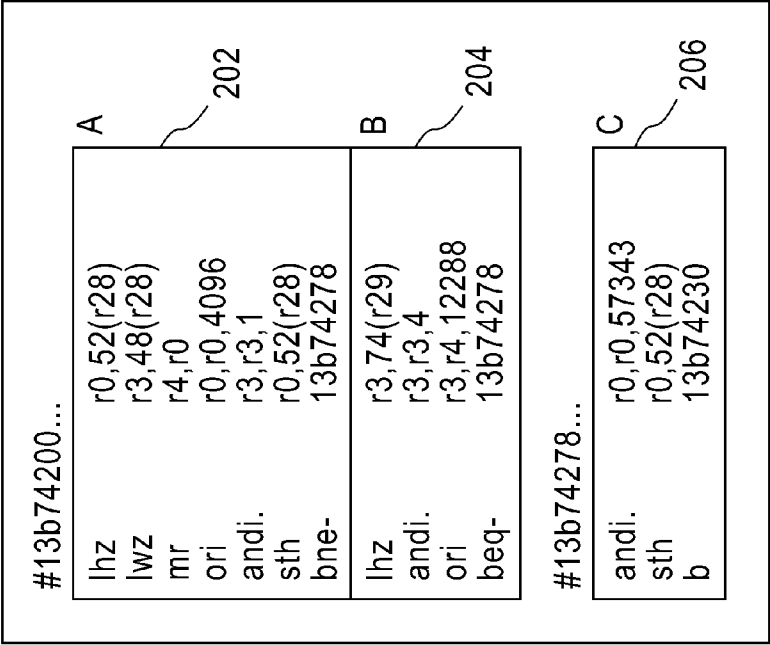 #13b74200...
A
202
lhz r0,52(r28)
lwz r3,48(r28)
mr r4,r0
ori r0,r0,4096
andi. r3,r3,1
sth r0,52(r28)
bne- 13b74278
B
204
lhz r3,74(r29)
andi. r3,r3,4
ori r3,r4,12288
beq- 13b74278
#13b74278...
C
206
andi. r0,r0,57343
sth r0,52(r28)
b 13b74230